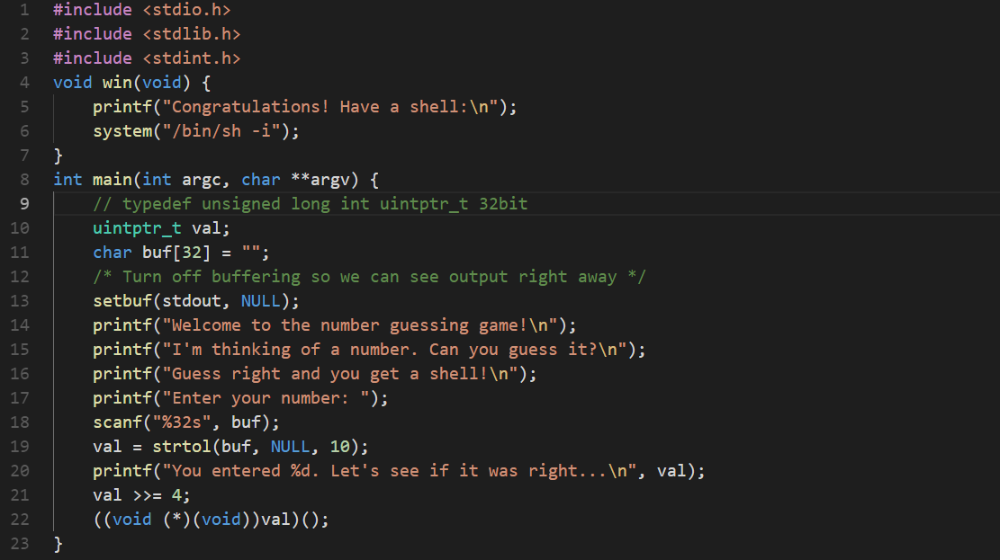 1 #include <stdio.h>
2 #include <stdlib.h>
3 #include <stdint.h>
4 void win(void) {
5     printf("Congratulations! Have a shell:\n");
6     system("/bin/sh -i");
7 }
8 int main(int argc, char **argv) {
9     // typedef unsigned long int uintptr_t 32bit
10     uintptr_t val;
11     char buf[32] = "";
12     /* Turn off buffering so we can see output right away */
13     setbuf(stdout, NULL);
14     printf("Welcome to the number guessing game!\n");
15     printf("I'm thinking of a number. Can you guess it?\n");
16     printf("Guess right and you get a shell!\n");
17     printf("Enter your number: ");
18     scanf("%32s", buf);
19     val = strtol(buf, NULL, 10);
20     printf("You entered %d. Let's see if it was right...\n", val);
21     val >>= 4;
22     ((void (*)(void))val)();
23 }